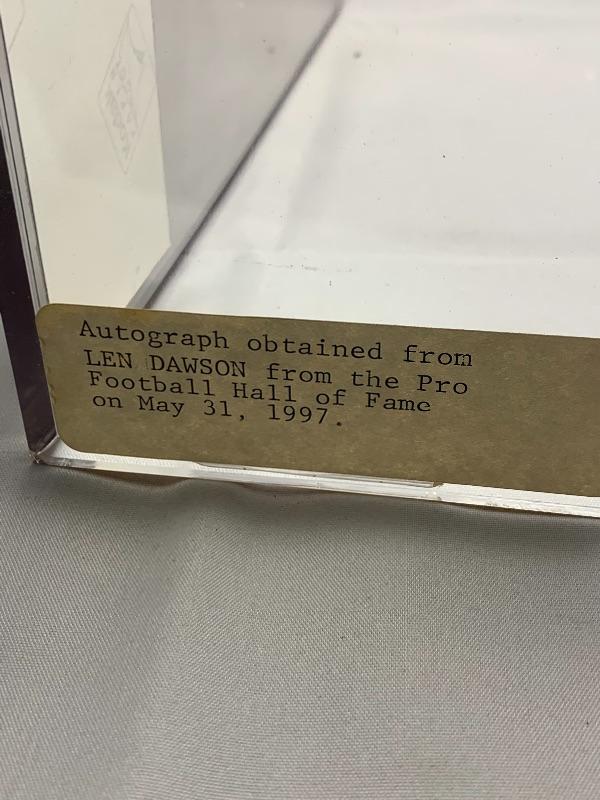 Autograph obtained from
LEN DAWSON from the Pro
Football Hall of Fame
on May 31, 1997.